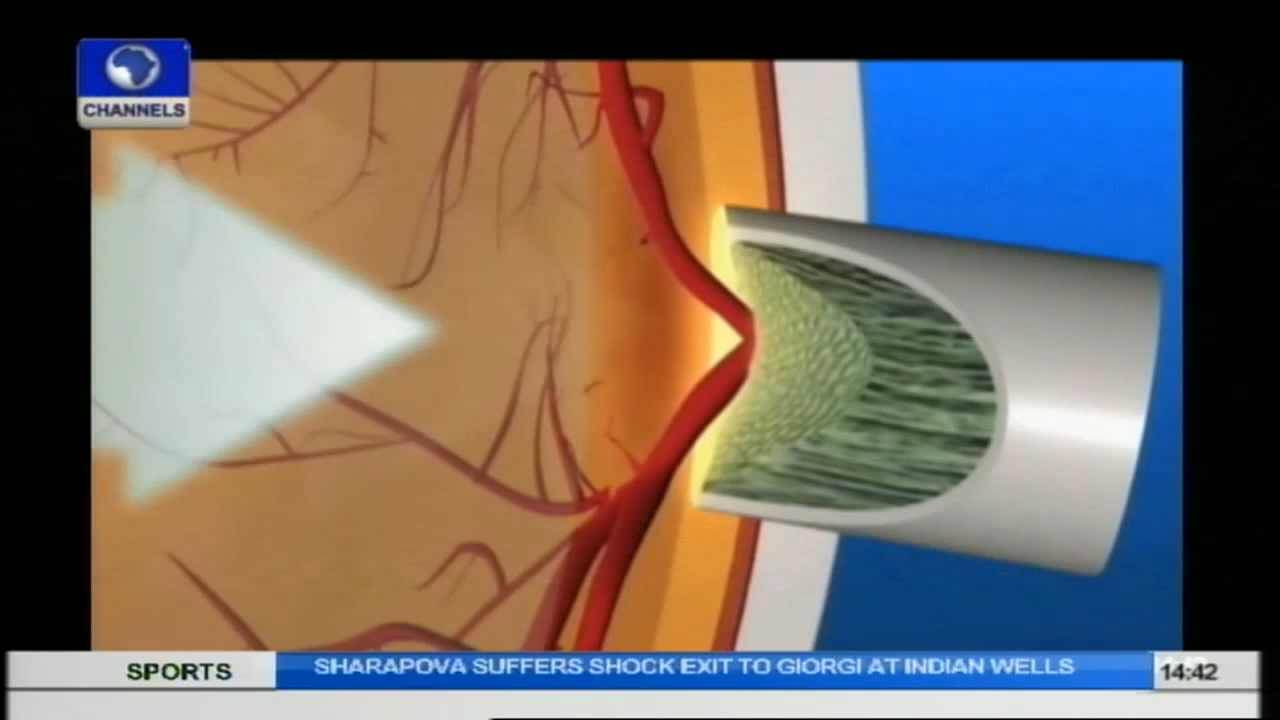 CHANNELS
SPORTS
SHARAPOVA SUFFERS SHOCK EXIT TO GIORGI AT INDIAN WELLS
14:42